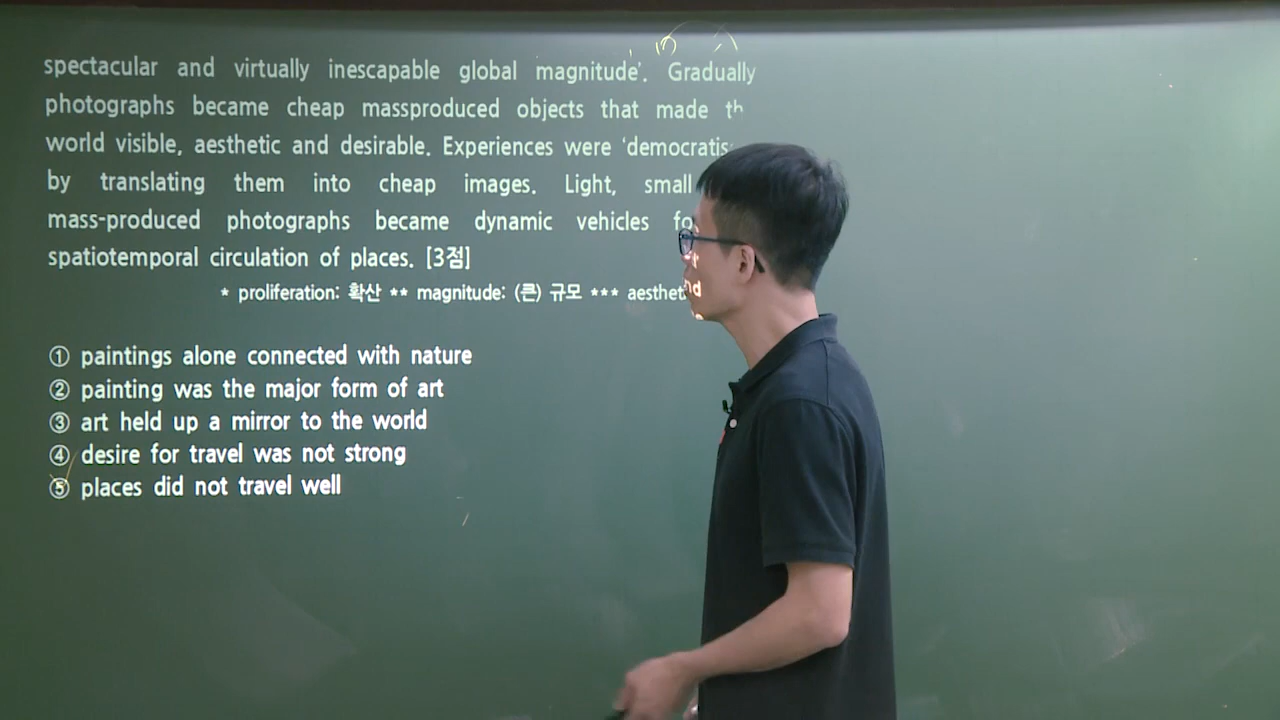 spectacular and virtually inescapable global magnitude'. Gradually
photographs became cheap massproduced objects that made
world visible, aesthetic and desirable. Experiences were
by translating them into cheap images. Light, small
mass-produced photographs became dynamic vehicles
spatiotemporal circulation of places. [3점]
* proliferation: 확산 ** magnitude: (큰) 규모 ***
① paintings alone connected with nature
② painting was the major form of art
③ art held up a mirror to the world
④ desire for travel was not strong
⑤ places did not travel well